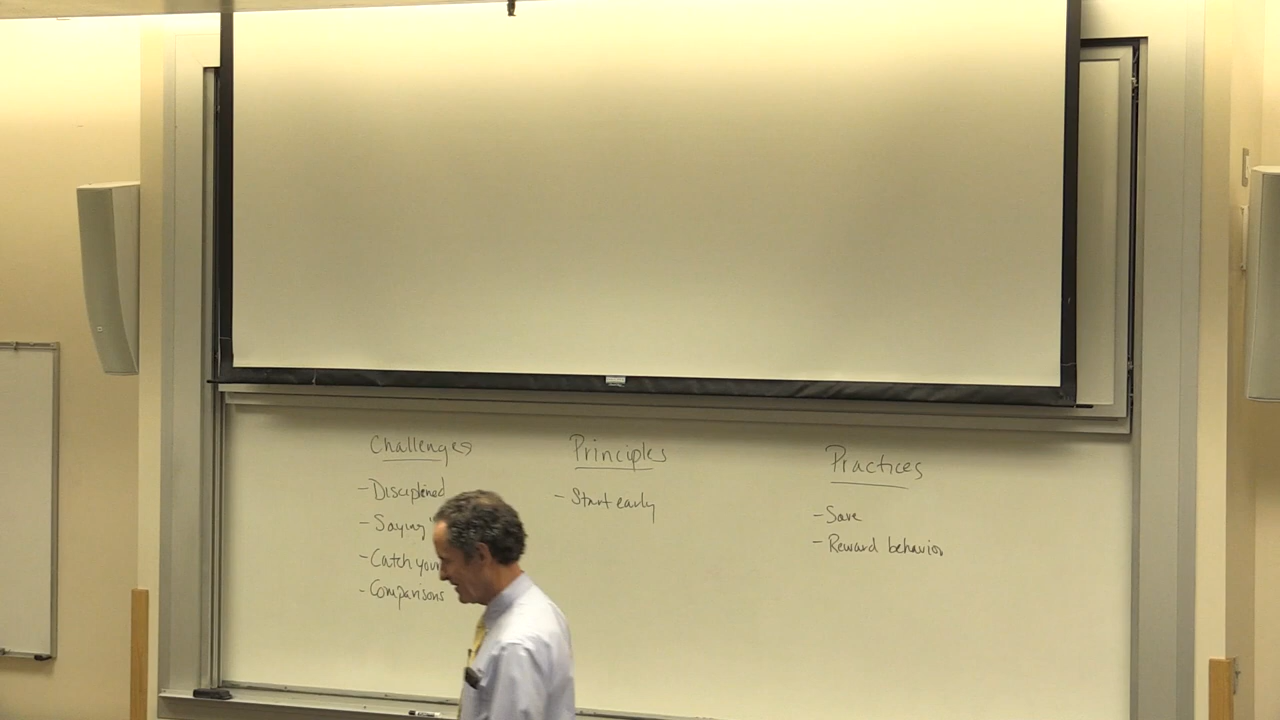 Challenges
- Disciplined
- Saying "
- Catch your
- Comparisons
Principles
- Start early
Practices
- Save
- Reward behavior